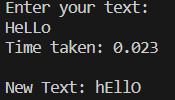 Enter your text:
HeLLo
Time taken: 0.023
New Text: hEllO